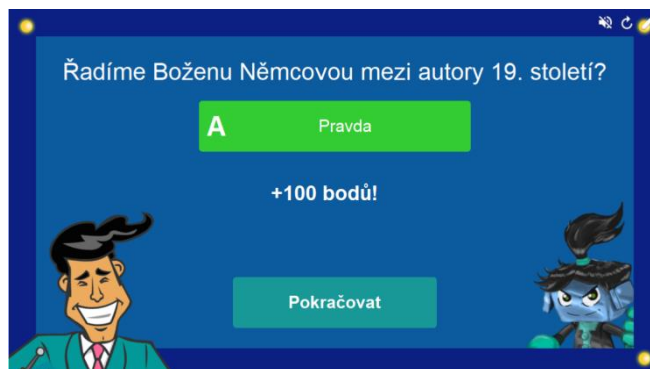 Řadíme Boženu Němcovou mezi autory 19. století?
A Pravda
+100 bodů!
Pokračovat